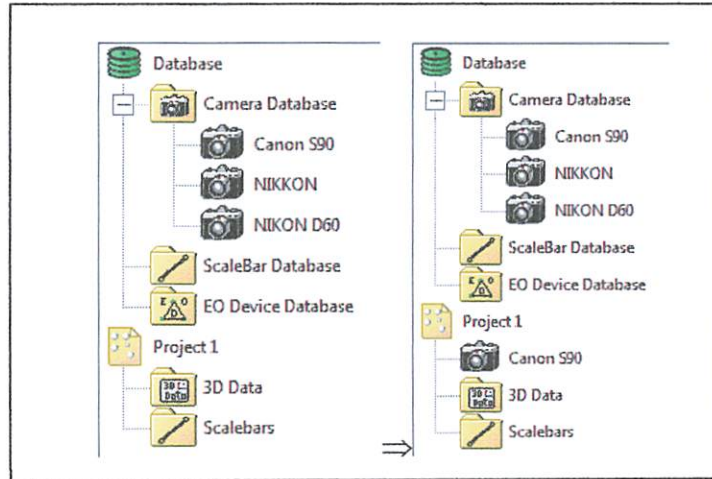 Database
Camera Database
Canon S90
NIKKON
NIKON D60
ScaleBar Database
EO Device Database
Project 1
3D Data
Scalebars
⇒
Database
Camera Database
Canon S90
NIKKON
NIKON D60
ScaleBar Database
EO Device Database
Project 1
Canon S90
3D Data
Scalebars